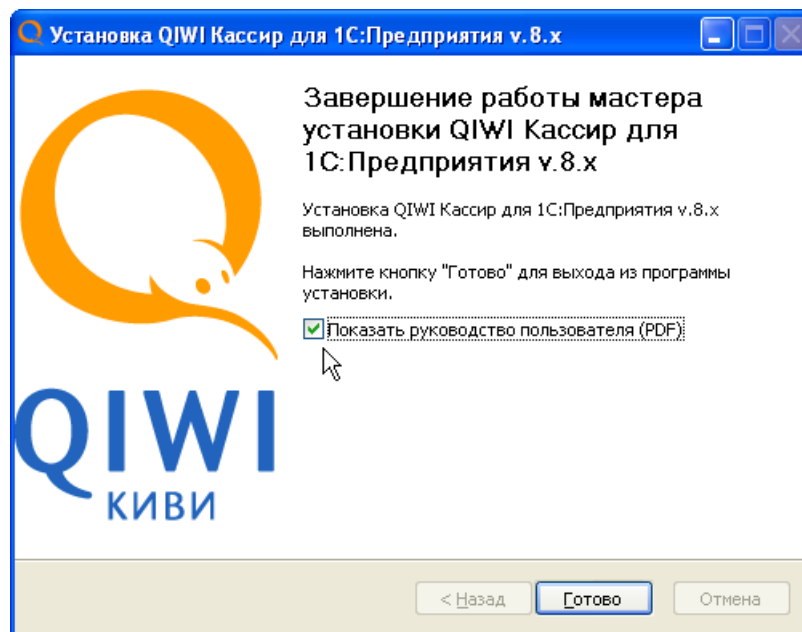 Установка QIWI Кассир для 1С:Предприятия v.8.x
Завершение работы мастера
установки QIWI Кассир для
1С:Предприятия v.8.x
Установка QIWI Кассир для 1С:Предприятия v.8.x
выполнена.
Нажмите кнопку "Готово" для выхода из программы
установки.
Показать руководство пользователя (PDF)
QIWI
КИВИ
< Назад
Готово
Отмена